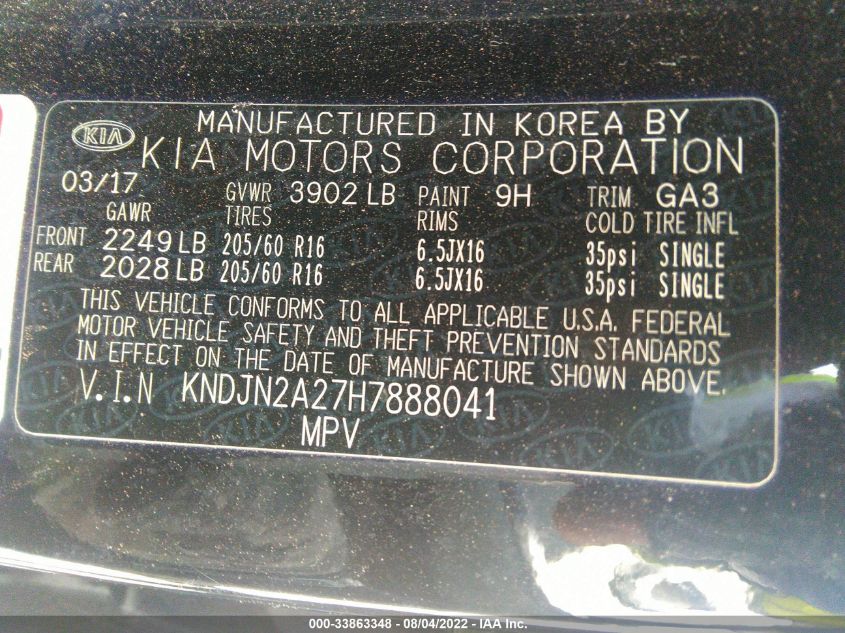 KIA MANUFACTURED IN KOREA BY
KIA MOTORS CORPORATION
03/17 GVWR 3902 LB PAINT 9H TRIM GA3
GAWR TIRES RIMS COLD TIRE INFL
FRONT 2249 LB 205/60 R16 6.5JX16 35psi SINGLE
REAR 2028 LB 205/60 R16 6.5JX16 35psi SINGLE
THIS VEHICLE CONFORMS TO ALL APPLICABLE U.S.A. FEDERAL
MOTOR VEHICLE SAFETY AND THEFT PREVENTION STANDARDS
IN EFFECT ON THE DATE OF MANUFACTURE SHOWN ABOVE.
V.I.N KNDJN2A27H7888041
MPV
000-33863348 - 08/04/2022 - IAA Inc.